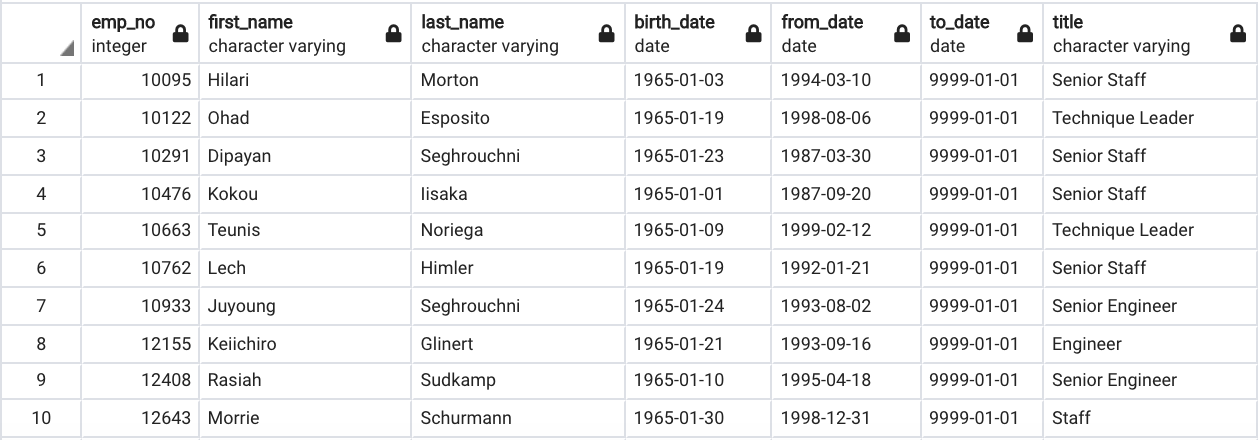 emp_no first_name last_name birth_date from_date to_date title
integer character varying character varying date date date character varying
1 10095 Hilari Morton 1965-01-03 1994-03-10 9999-01-01 Senior Staff
2 10122 Ohad Esposito 1965-01-19 1998-08-06 9999-01-01 Technique Leader
3 10291 Dipayan Seghrouchni 1965-01-23 1987-03-30 9999-01-01 Senior Staff
4 10476 Kokou Iisaka 1965-01-01 1987-09-20 9999-01-01 Senior Staff
5 10663 Teunis Noriega 1965-01-09 1999-02-12 9999-01-01 Technique Leader
6 10762 Lech Himler 1965-01-19 1992-01-21 9999-01-01 Senior Staff
7 10933 Juyoung Seghrouchni 1965-01-24 1993-08-02 9999-01-01 Senior Engineer
8 12155 Keiichiro Glinert 1965-01-21 1993-09-16 9999-01-01 Engineer
9 12408 Rasiah Sudkamp 1965-01-10 1995-04-18 9999-01-01 Senior Engineer
10 12643 Morrie Schurmann 1965-01-30 1998-12-31 9999-01-01 Staff